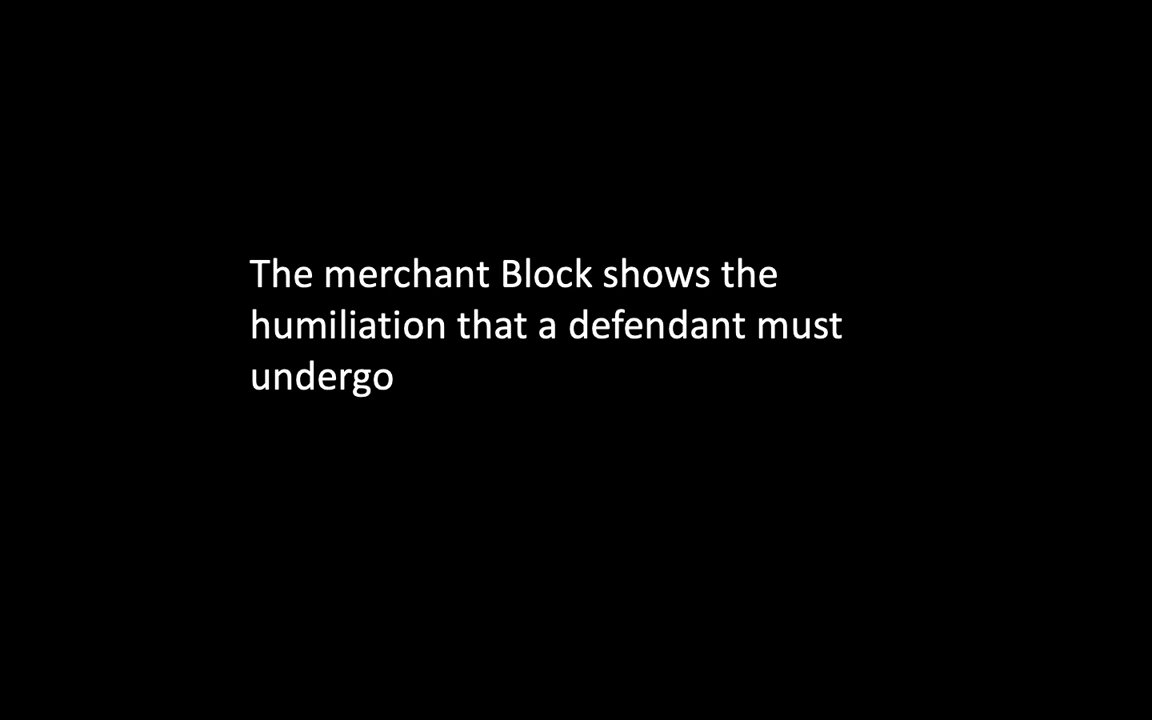 The merchant Block shows the
humiliation that a defendant must
undergo